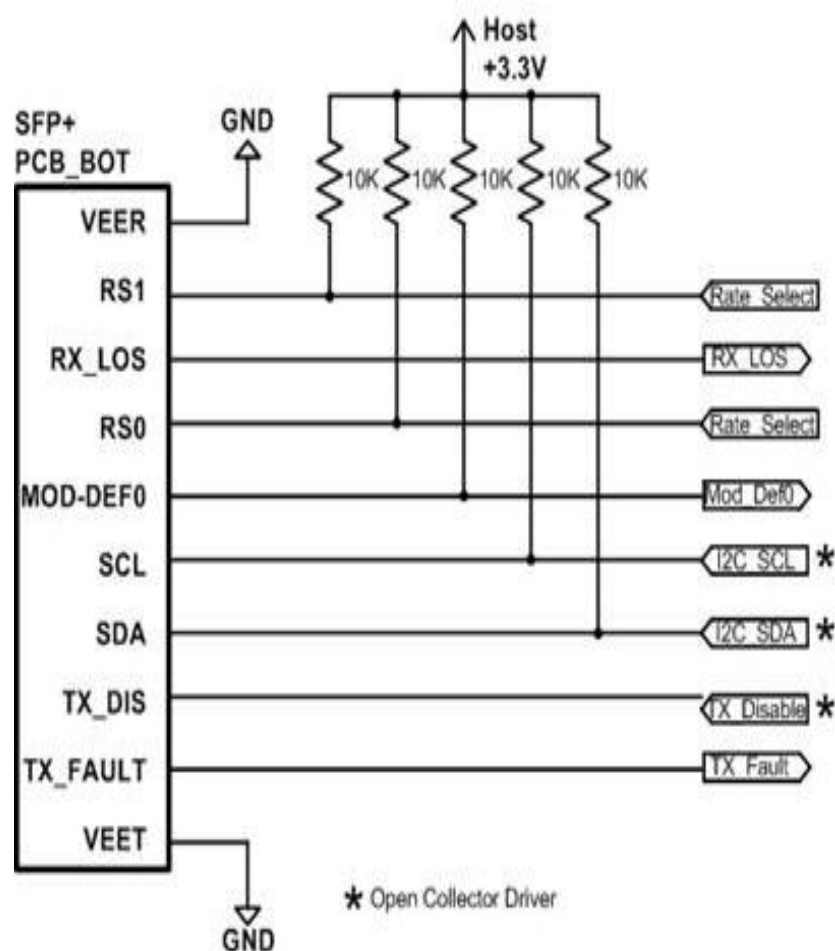 Host
+3.3V
SFP+
PCB_BOT
GND
10K 10K 10K 10K 10K
VEER
RS1
Rate_Select
RX_LOS
RX_LOS
RS0
Rate_Select
MOD-DEF0
Mod_Def0
SCL
I2C_SCL *
SDA
I2C_SDA *
TX_DIS
TX_Disable *
TX_FAULT
TX_Fault
VEET
* Open Collector Driver
GND